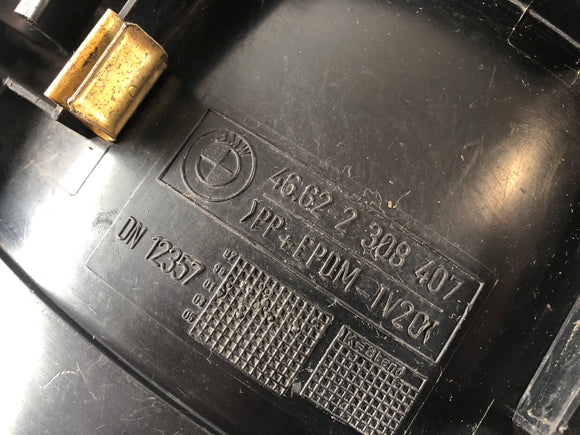 BMW
46.62-2 308 407
>PP+EPDM-TV20<
DN 12357